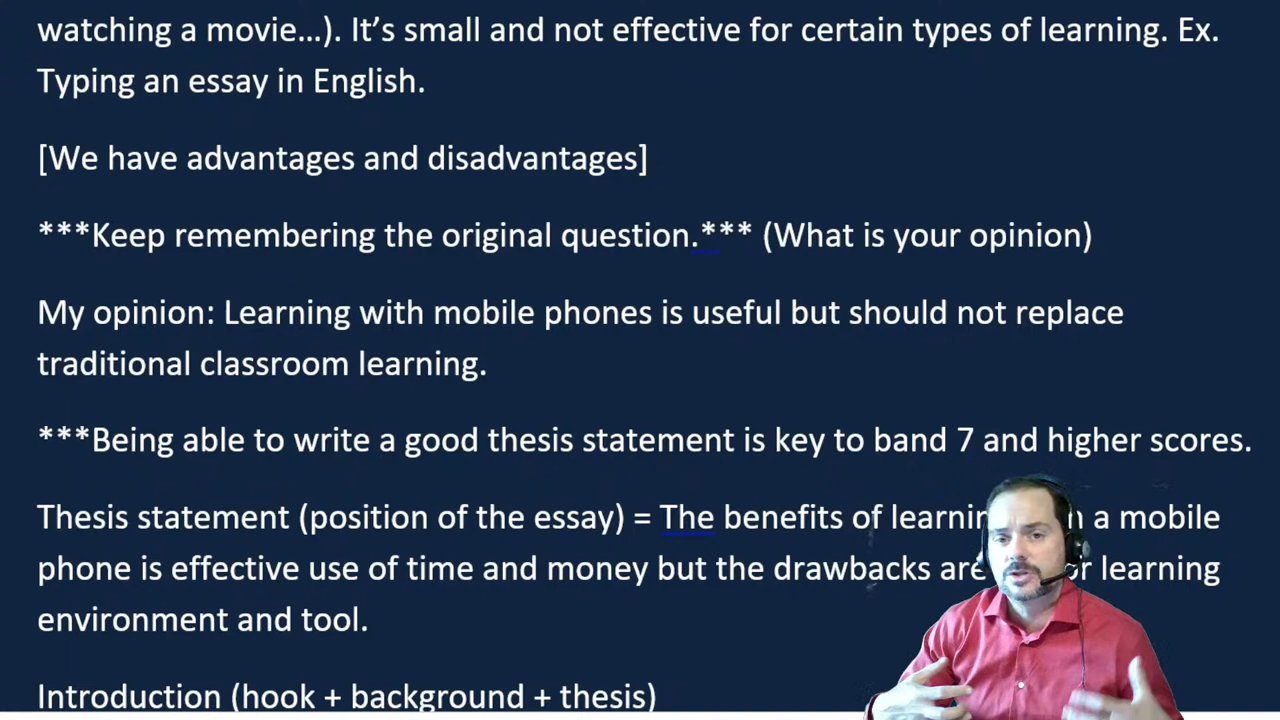 watching a movie…). It’s small and not effective for certain types of learning. Ex.
Typing an essay in English.
[We have advantages and disadvantages]
***Keep remembering the original question.*** (What is your opinion)
My opinion: Learning with mobile phones is useful but should not replace
traditional classroom learning.
***Being able to write a good thesis statement is key to band 7 and higher scores.
Thesis statement (position of the essay) = The benefits of a mobile
phone is effective use of time and money but the drawbacks are learning
environment and tool.
Introduction (hook + background + thesis)